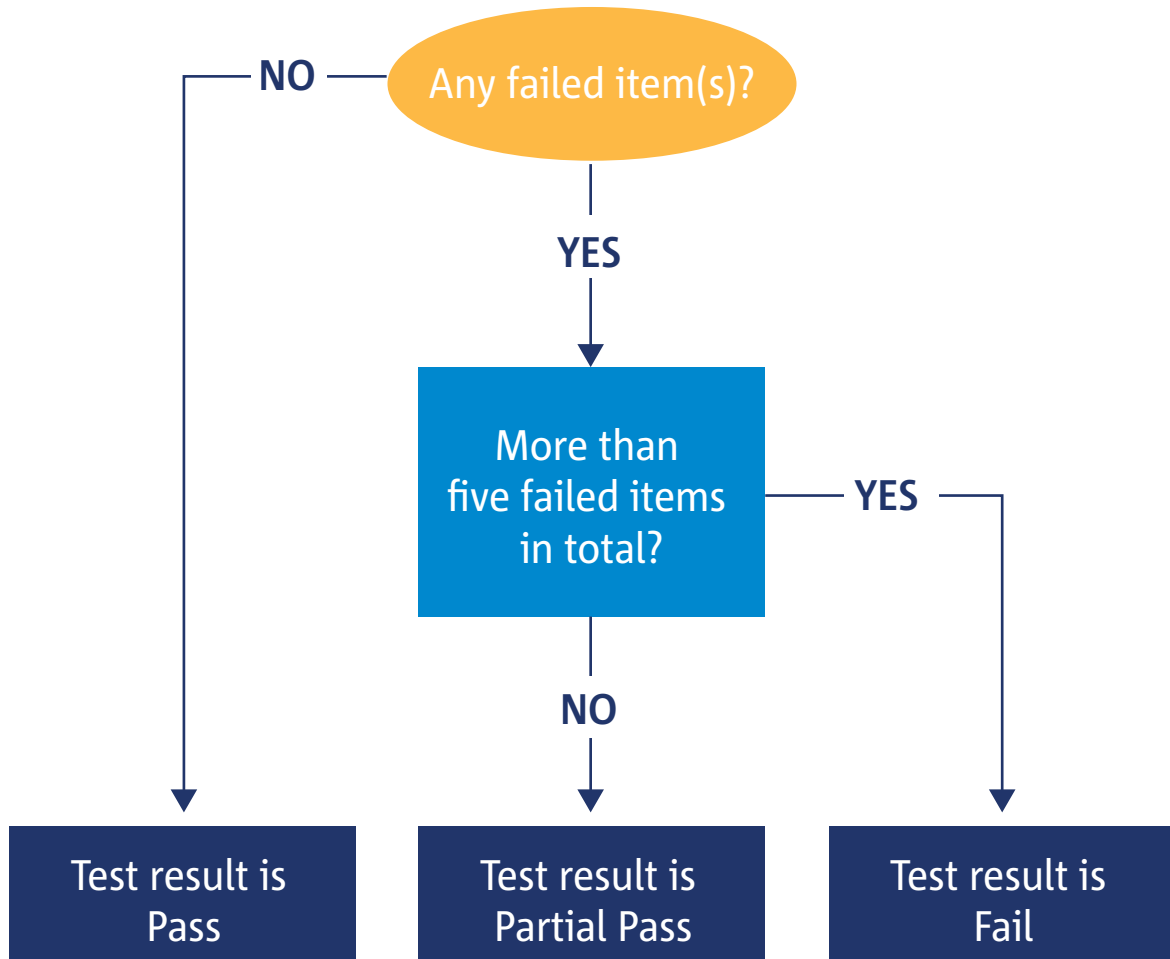 NO
Any failed item(s)?
YES
More than
five failed items
in total?
YES
NO
Test result is
Pass
Test result is
Partial Pass
Test result is
Fail